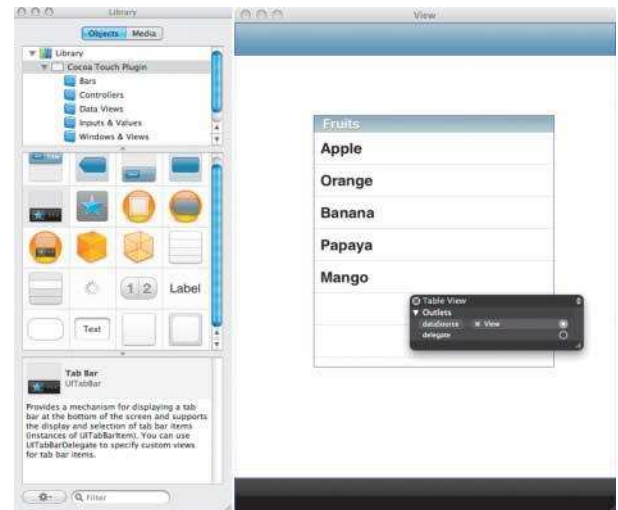 Library
Objects Media
Library
Cocoa Touch Plugin
Bars
Controllers
Data Views
Inputs & Values
Windows & Views
Title
1 2
Label
Text
Tab Bar
UITabBar
Provides a mechanism for displaying a tab
bar at the bottom of the screen and supports
the display and selection of tab bar items
(instances of UITabBarItem). You can use
UITabBarDelegate to specify custom views
for tab bar items.
Filter
View
Fruits
Apple
Orange
Banana
Papaya
Mango
Table View
Outlets
dataSource View
delegate